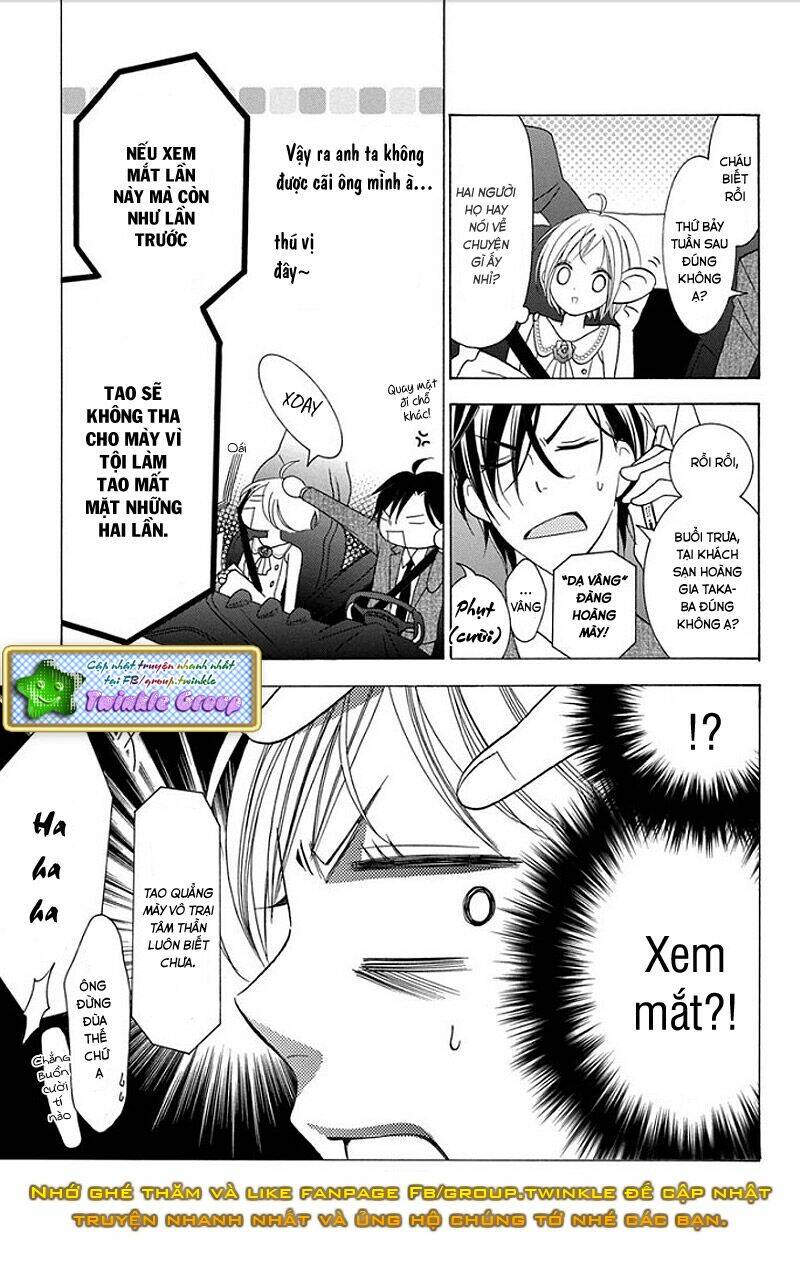 CHÁU
BIẾT
RỒI
THỨ BẢY
TUẦN SAU
ĐÚNG
KHÔNG
Ạ?
HAI NGƯỜI
HỌ HAY
NÓI VỀ
CHUYỆN
GÌ ẤY
NHỈ?
RỒI RỒI,
BUỔI TRƯA,
TẠI KHÁCH
SẠN HOÀNG
GIA TAKA-
BA ĐÚNG
KHÔNG Ạ?
"DẠ VÂNG"
ĐÀNG
HOÀNG
MÀY!
...
VÂNG
Phụt
(cười)
Vậy ra anh ta không
được cãi ông mình à...
thú vị
đây~
Quay mặt
đi chỗ
khác!
XOAY
Oái
NẾU XEM
MẮT LẦN
NÀY MÀ CÒN
NHƯ LẦN
TRƯỚC
TAO SẼ
KHÔNG THA
CHO MÀY VÌ
TỘI LÀM
TAO MẤT
MẶT NHỮNG
HAI LẦN.
Cập nhật truyện nhanh nhất
tại FB/group.twinkle
Twinkle Group
!?
Xem
mắt?!
TAO QUẲNG
MÀY VÔ TRẠI
TÂM THẦN
LUÔN BIẾT
CHƯA.
Ha
ha
ha
ÔNG
ĐỪNG
ĐÙA
THẾ
CHỨ
Ạ
Chẳng
buồn
cười
tí
nào
NHỚ GHÉ THĂM VÀ LIKE FANPAGE FB/GROUP.TWINKLE ĐỂ CẬP NHẬT
TRUYỆN NHANH NHẤT VÀ ỦNG HỘ CHÚNG TỚ NHÉ CÁC BẠN.